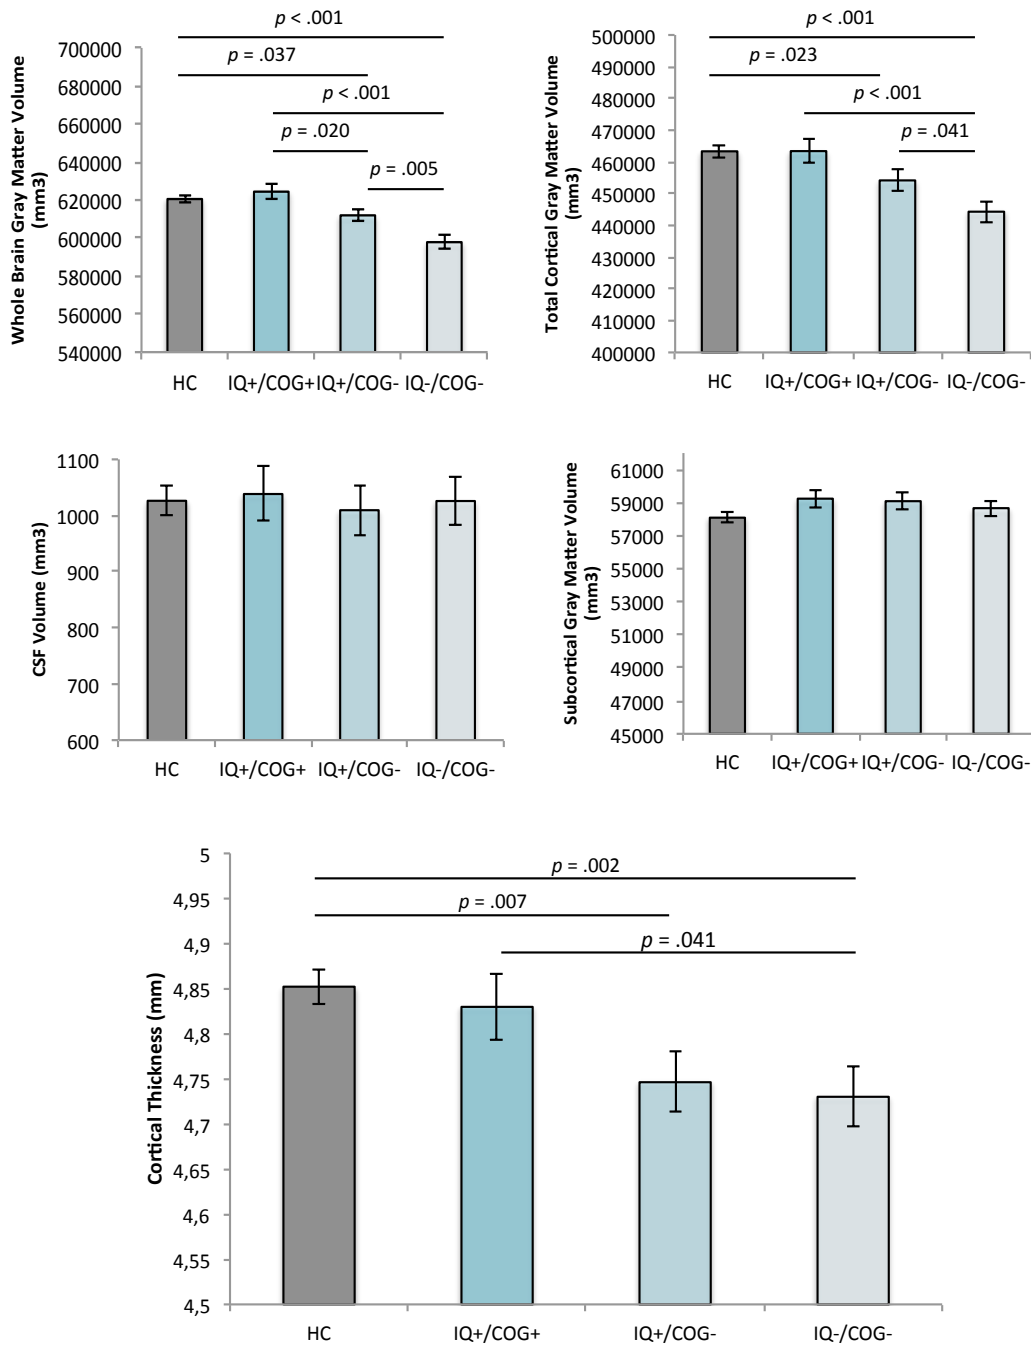 p < .001
p = .037
p < .001
p = .020
p = .005
Whole Brain Gray Matter Volume
(mm3)
700000
680000
660000
640000
620000
600000
580000
560000
540000
HC
IQ+/COG+
IQ+/COG-
IQ-/COG-
p < .001
p = .023
p < .001
p = .041
Total Cortical Gray Matter Volume
(mm3)
500000
490000
480000
470000
460000
450000
440000
430000
420000
410000
400000
HC
IQ+/COG+
IQ+/COG-
IQ-/COG-
CSF Volume (mm3)
1100
1000
900
800
700
600
HC
IQ+/COG+
IQ+/COG-
IQ-/COG-
Subcortical Gray Matter Volume
(mm3)
61000
59000
57000
55000
53000
51000
49000
47000
45000
HC
IQ+/COG+
IQ+/COG-
IQ-/COG-
p = .002
p = .007
p = .041
Cortical Thickness (mm)
5
4,95
4,9
4,85
4,8
4,75
4,7
4,65
4,6
4,55
4,5
HC
IQ+/COG+
IQ+/COG-
IQ-/COG-